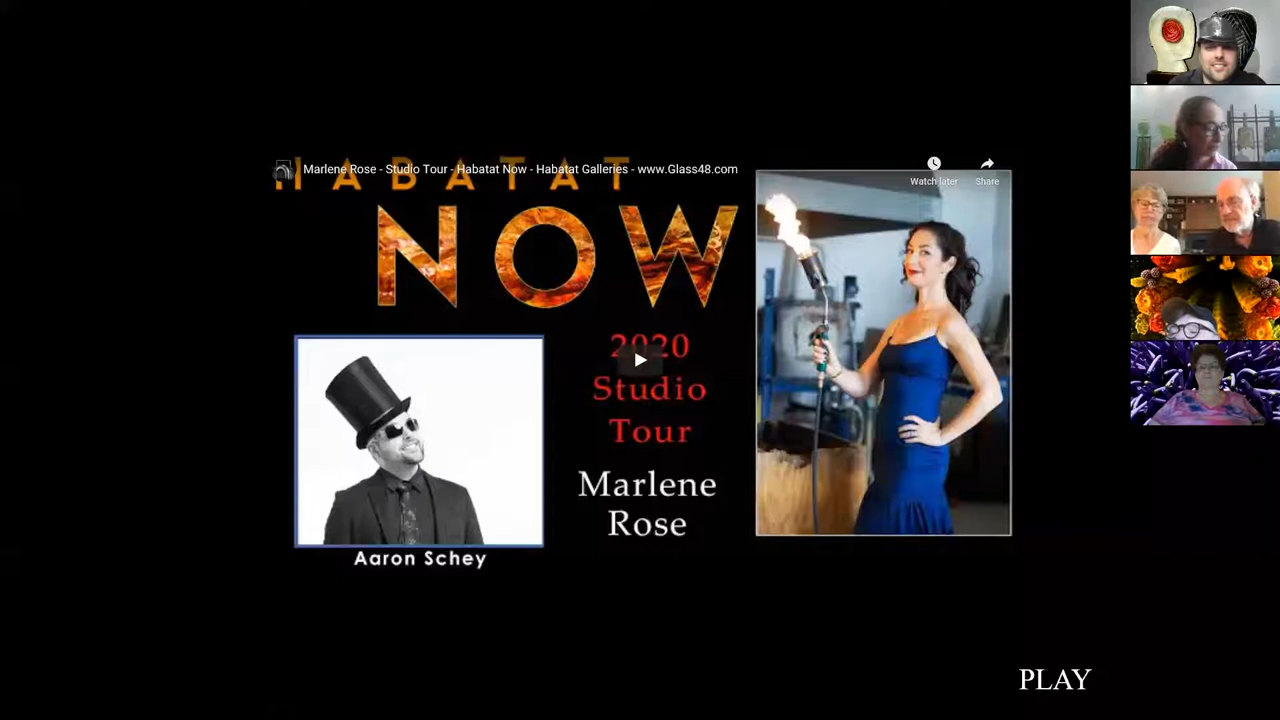 HABATAT
Marlene Rose - Studio Tour - Habatat Now - Habatat Galleries - www.Glass48.com
Watch later
Share
NOW
2020
Studio
Tour
Marlene
Rose
Aaron Schey
PLAY